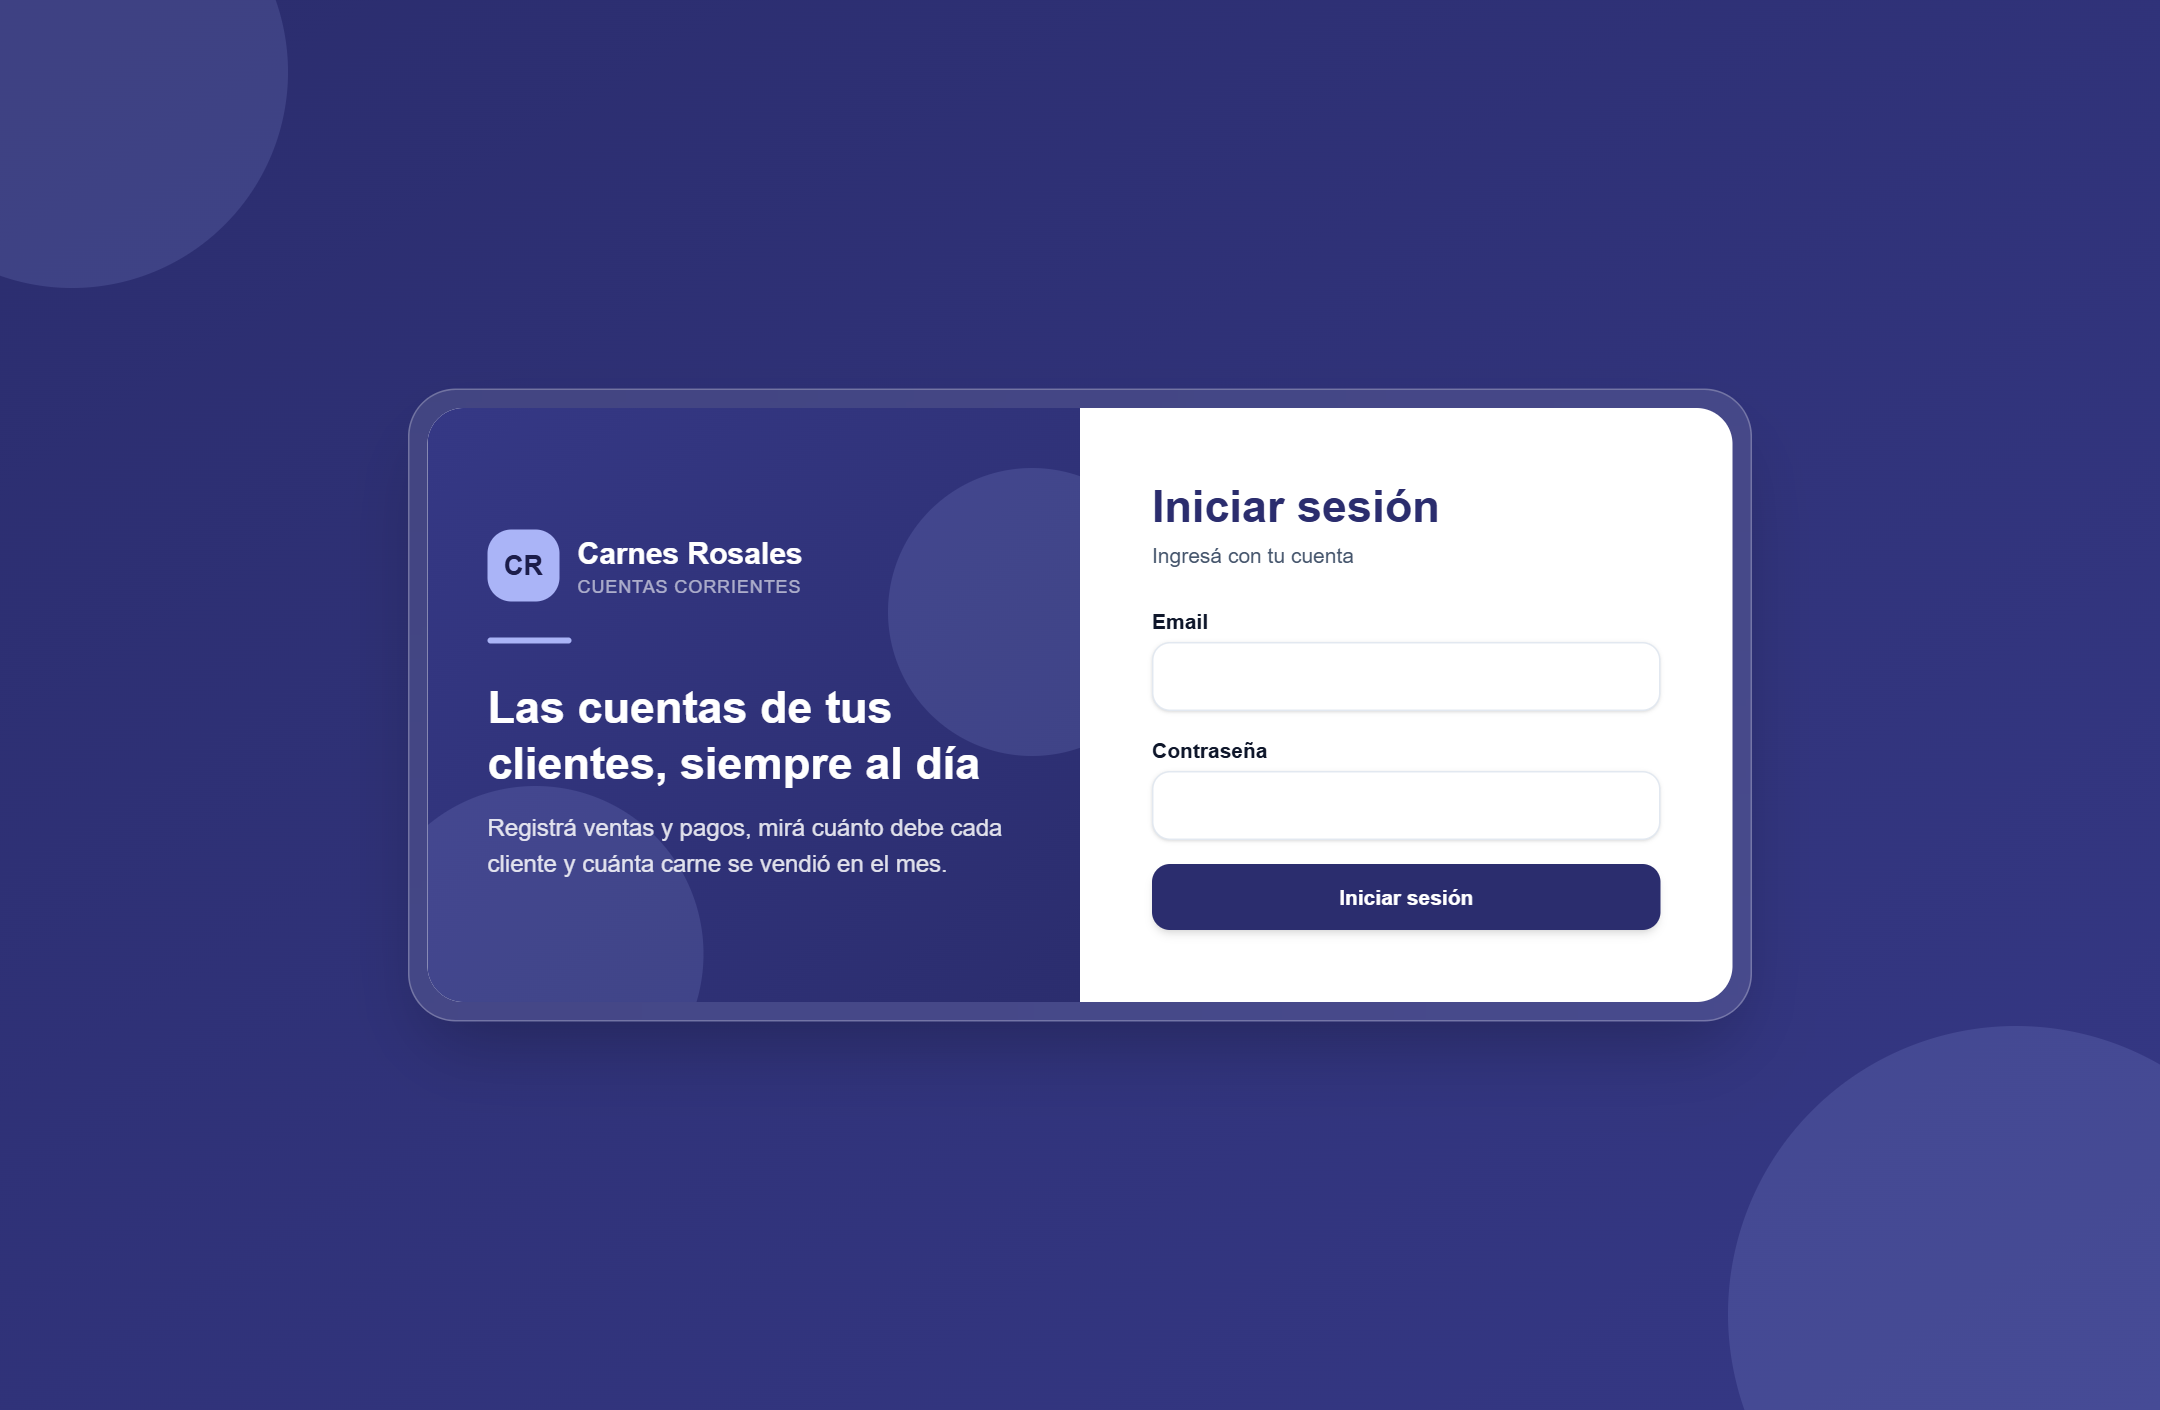 CR
Carnes Rosales
CUENTAS CORRIENTES
Las cuentas de tus
clientes, siempre al día
Registrá ventas y pagos, mirá cuánto debe cada
cliente y cuánta carne se vendió en el mes.
Iniciar sesión
Ingresá con tu cuenta
Email
Contraseña
Iniciar sesión